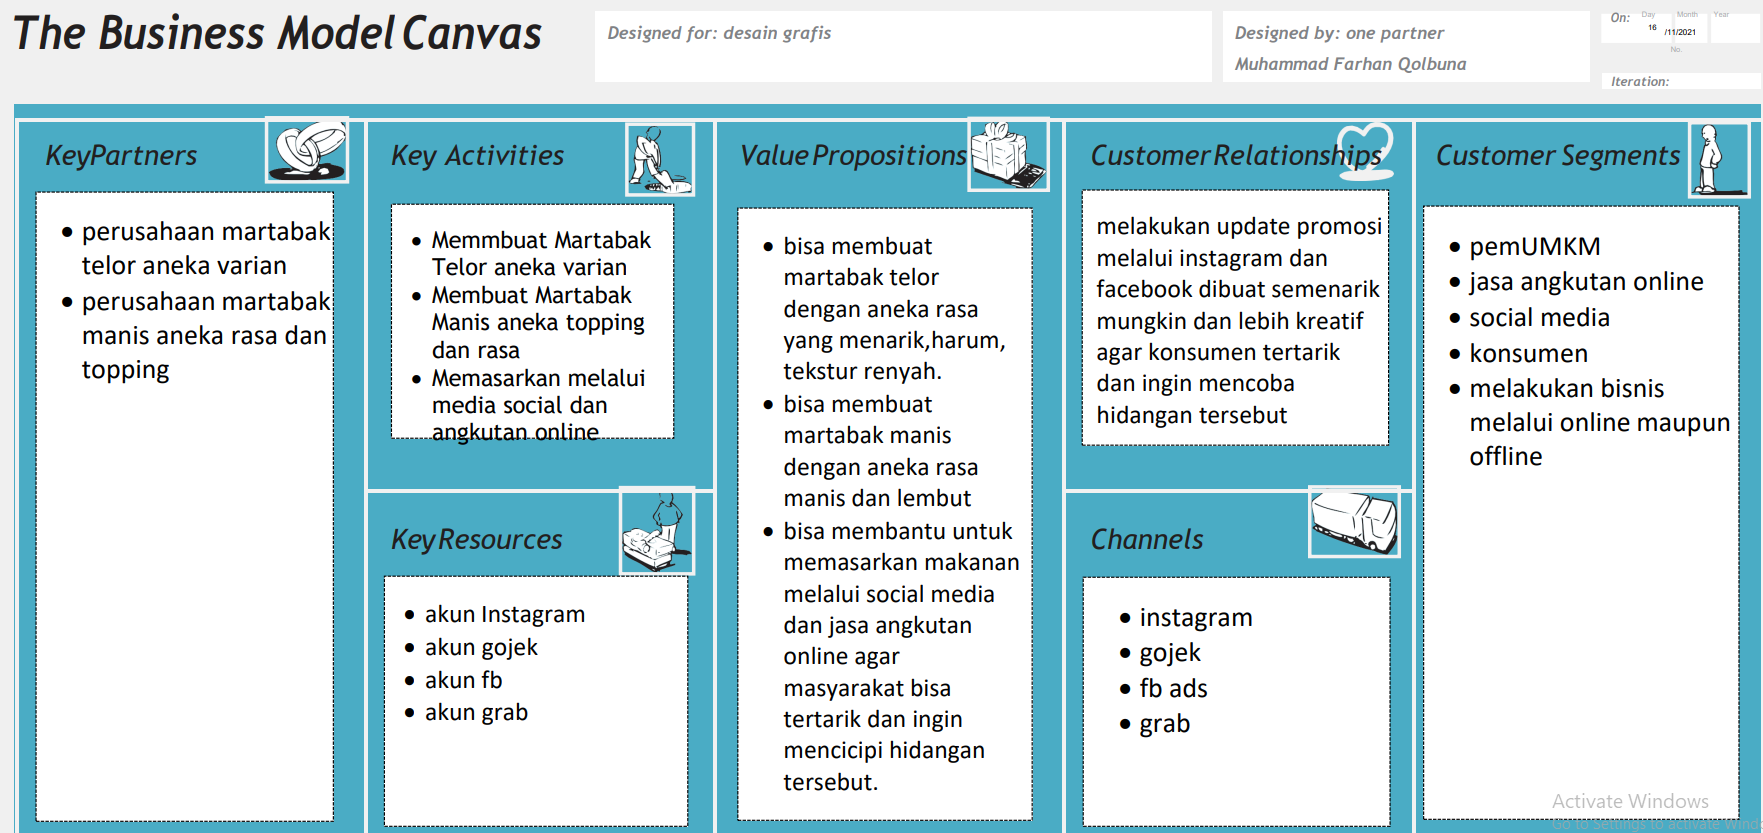 The Business Model Canvas
Designed for: desain grafis
Designed by: one partner
Muhammad Farhan Qolbuna
On:
Day
Month
Year
16
/11/2021
No.
Iteration:
KeyPartners
perusahaan martabak
telor aneka varian
perusahaan martabak
manis aneka rasa dan
topping
Key Activities
Memmbuat Martabak
Telor aneka varian
Membuat Martabak
Manis aneka topping
dan rasa
Memasarkan melalui
media social dan
angkutan online
KeyResources
akun Instagram
akun gojek
akun fb
akun grab
Value Propositions
bisa membuat
martabak telor
dengan aneka rasa
yang menarik,harum,
tekstur renyah.
bisa membuat
martabak manis
dengan aneka rasa
manis dan lembut
bisa membantu untuk
memasarkan makanan
melalui social media
dan jasa angkutan
online agar
masyarakat bisa
tertarik dan ingin
mencicipi hidangan
tersebut.
Customer Relationships
melakukan update promosi
melalui instagram dan
facebook dibuat semenarik
mungkin dan lebih kreatif
agar konsumen tertarik
dan ingin mencoba
hidangan tersebut
Channels
instagram
gojek
fb ads
grab
Customer Segments
pemUMKM
jasa angkutan online
social media
konsumen
melakukan bisnis
melalui online maupun
offline
Activate Windows
Go to Settings to activate Wind